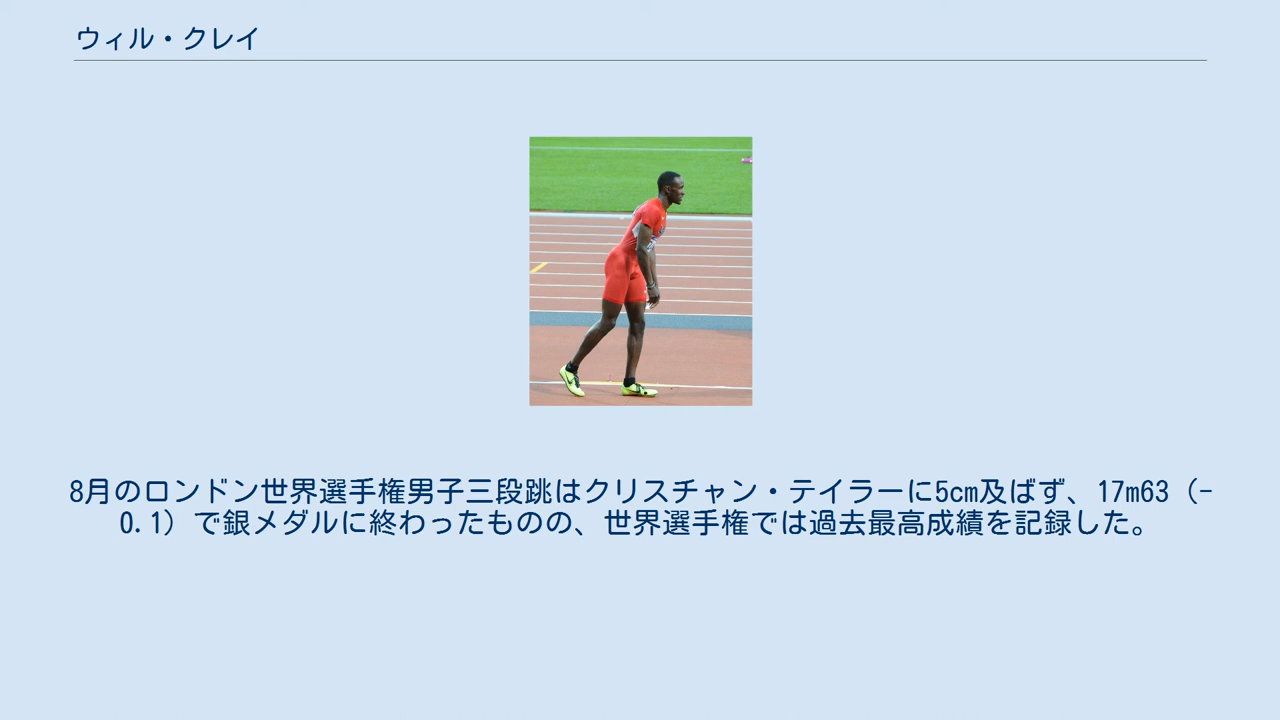 ウィル・クレイ
8月のロンドン世界選手権男子三段跳はクリスチャン・テイラーに5cm及ばず、17m63（-
0.1）で銀メダルに終わったものの、世界選手権では過去最高成績を記録した。